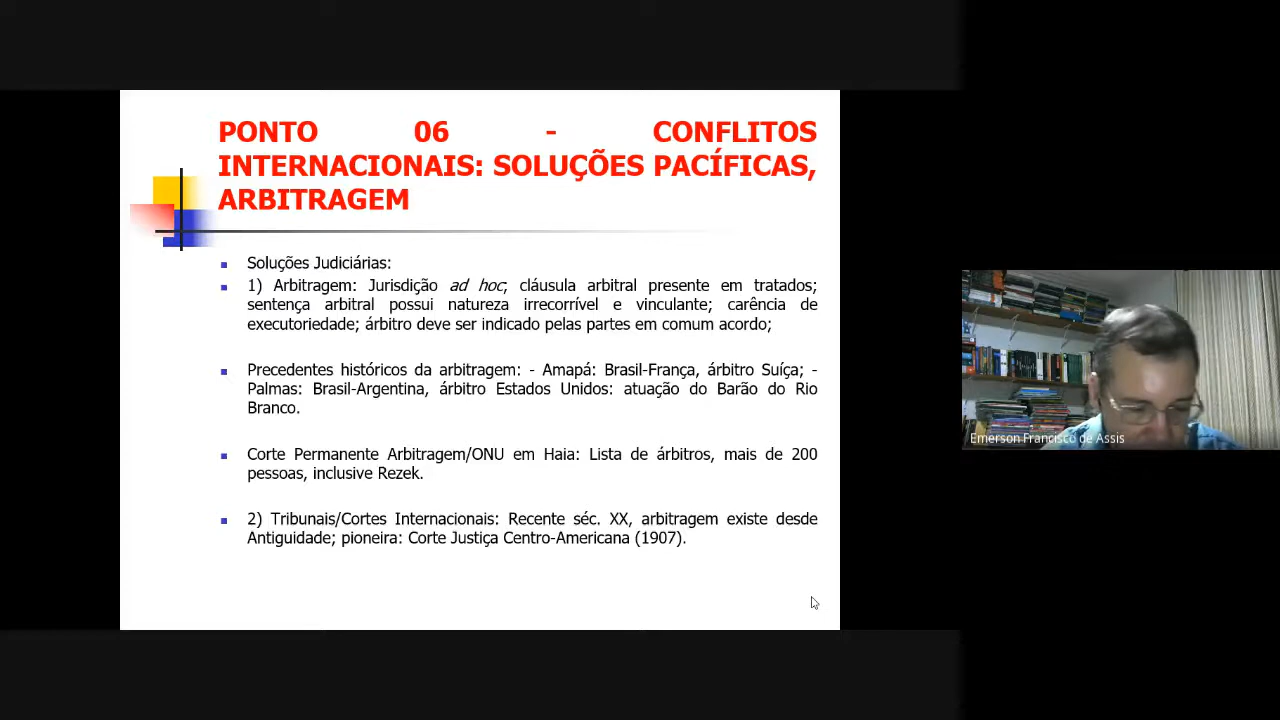 PONTO 06 - CONFLITOS
INTERNACIONAIS: SOLUÇÕES PACÍFICAS,
ARBITRAGEM
Soluções Judiciárias:
1) Arbitragem: Jurisdição ad hoc; cláusula arbitral presente em tratados;
sentença arbitral possui natureza irrecorrível e vinculante; carência de
executoriedade; árbitro deve ser indicado pelas partes em comum acordo;
Precedentes históricos da arbitragem: - Amapá: Brasil-França, árbitro Suíça; -
Palmas: Brasil-Argentina, árbitro Estados Unidos: atuação do Barão do Rio
Branco.
Corte Permanente Arbitragem/ONU em Haia: Lista de árbitros, mais de 200
pessoas, inclusive Rezek.
2) Tribunais/Cortes Internacionais: Recente séc. XX, arbitragem existe desde
Antiguidade; pioneira: Corte Justiça Centro-Americana (1907).
Emerson Francisco de Assis